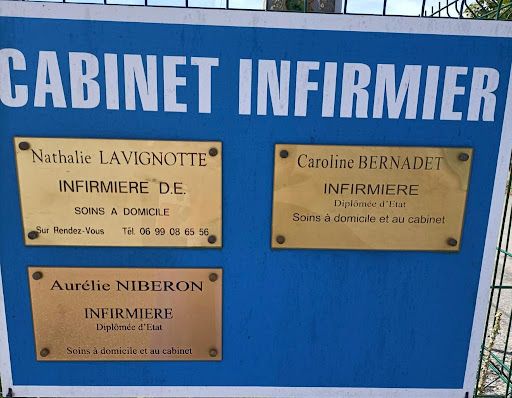 CABINET INFIRMIER
Nathalie LAVIGNOTTE
INFIRMIERE D.E.
SOINS A DOMICILE
Sur Rendez-Vous Tél. 06 99 08 65 56
Caroline BERNADET
INFIRMIERE
Diplômée d'Etat
Soins à domicile et au cabinet
Aurélie NIBERON
INFIRMIERE
Diplômée d'Etat
Soins à domicile et au cabinet